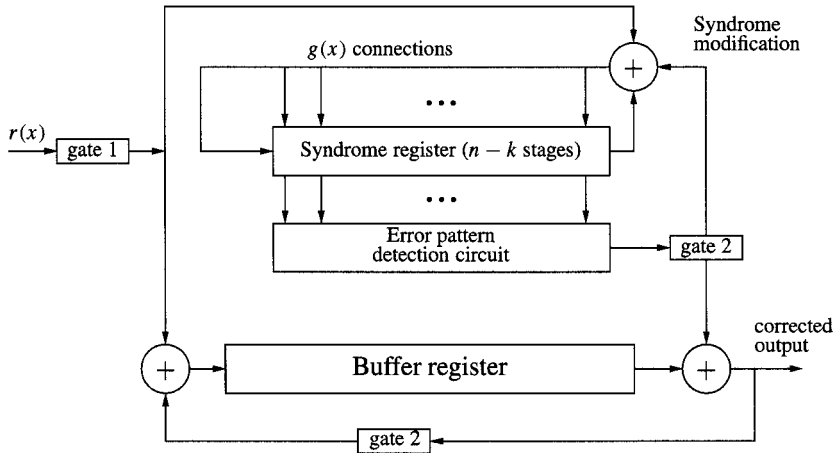 Syndrome
modification
g(x) connections
+
...
r(x)
gate 1
Syndrome register (n − k stages)
...
Error pattern
detection circuit
gate 2
corrected
output
+
Buffer register
+
gate 2